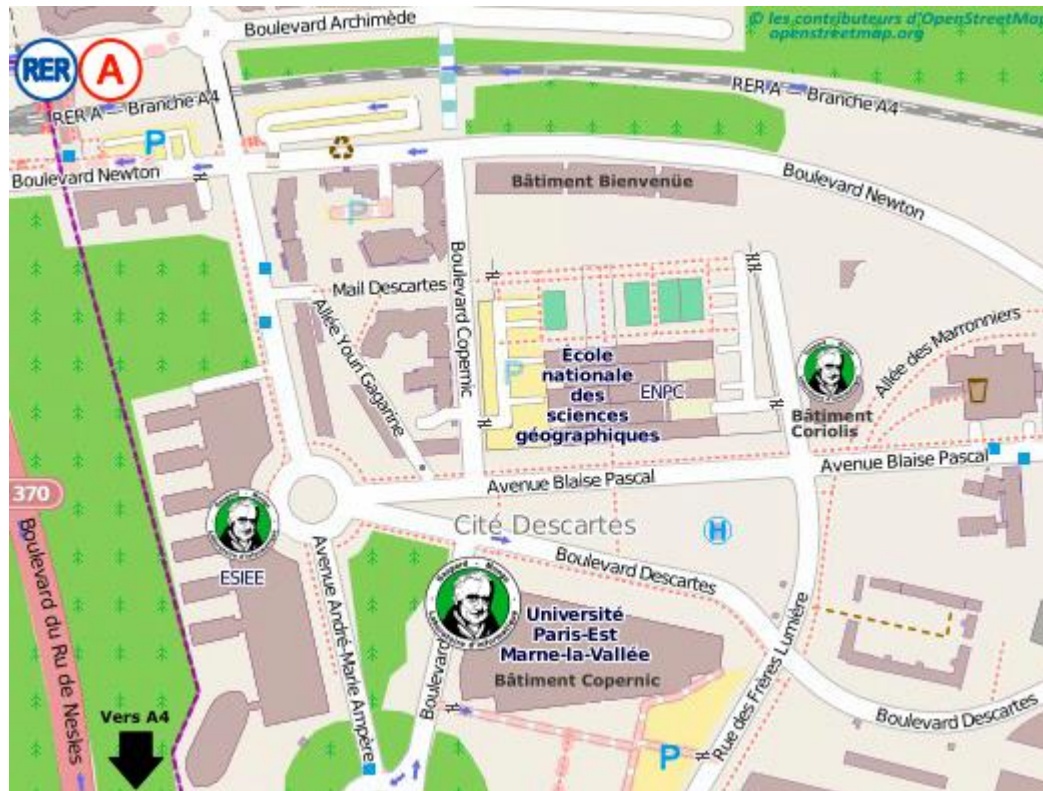 Boulevard Archimède
© les contributeurs d'OpenStreetMap
openstreetmap.org
RER
A
RER A — Branche A4
RER A — Branche A4
P
Boulevard Newton
Bâtiment Bienvenüe
Boulevard Newton
P
Mail Descartes
Boulevard Copernic
Allée Youri Gagarine
École
nationale
des
sciences
géographiques
ENPC
P
Allée des Marronniers
Bâtiment
Coriolis
Avenue Blaise Pascal
Avenue Blaise Pascal
370
Cité Descartes
H
ESIEE
Boulevard Descartes
Avenue André-Marie Ampère
Gaspard - Monge
Université
Paris-Est
Marne-la-Vallée
Bâtiment Copernic
Boulevard
Rue des Frères Lumière
Boulevard du Ru de Nesles
Vers A4
P
Boulevard Descartes